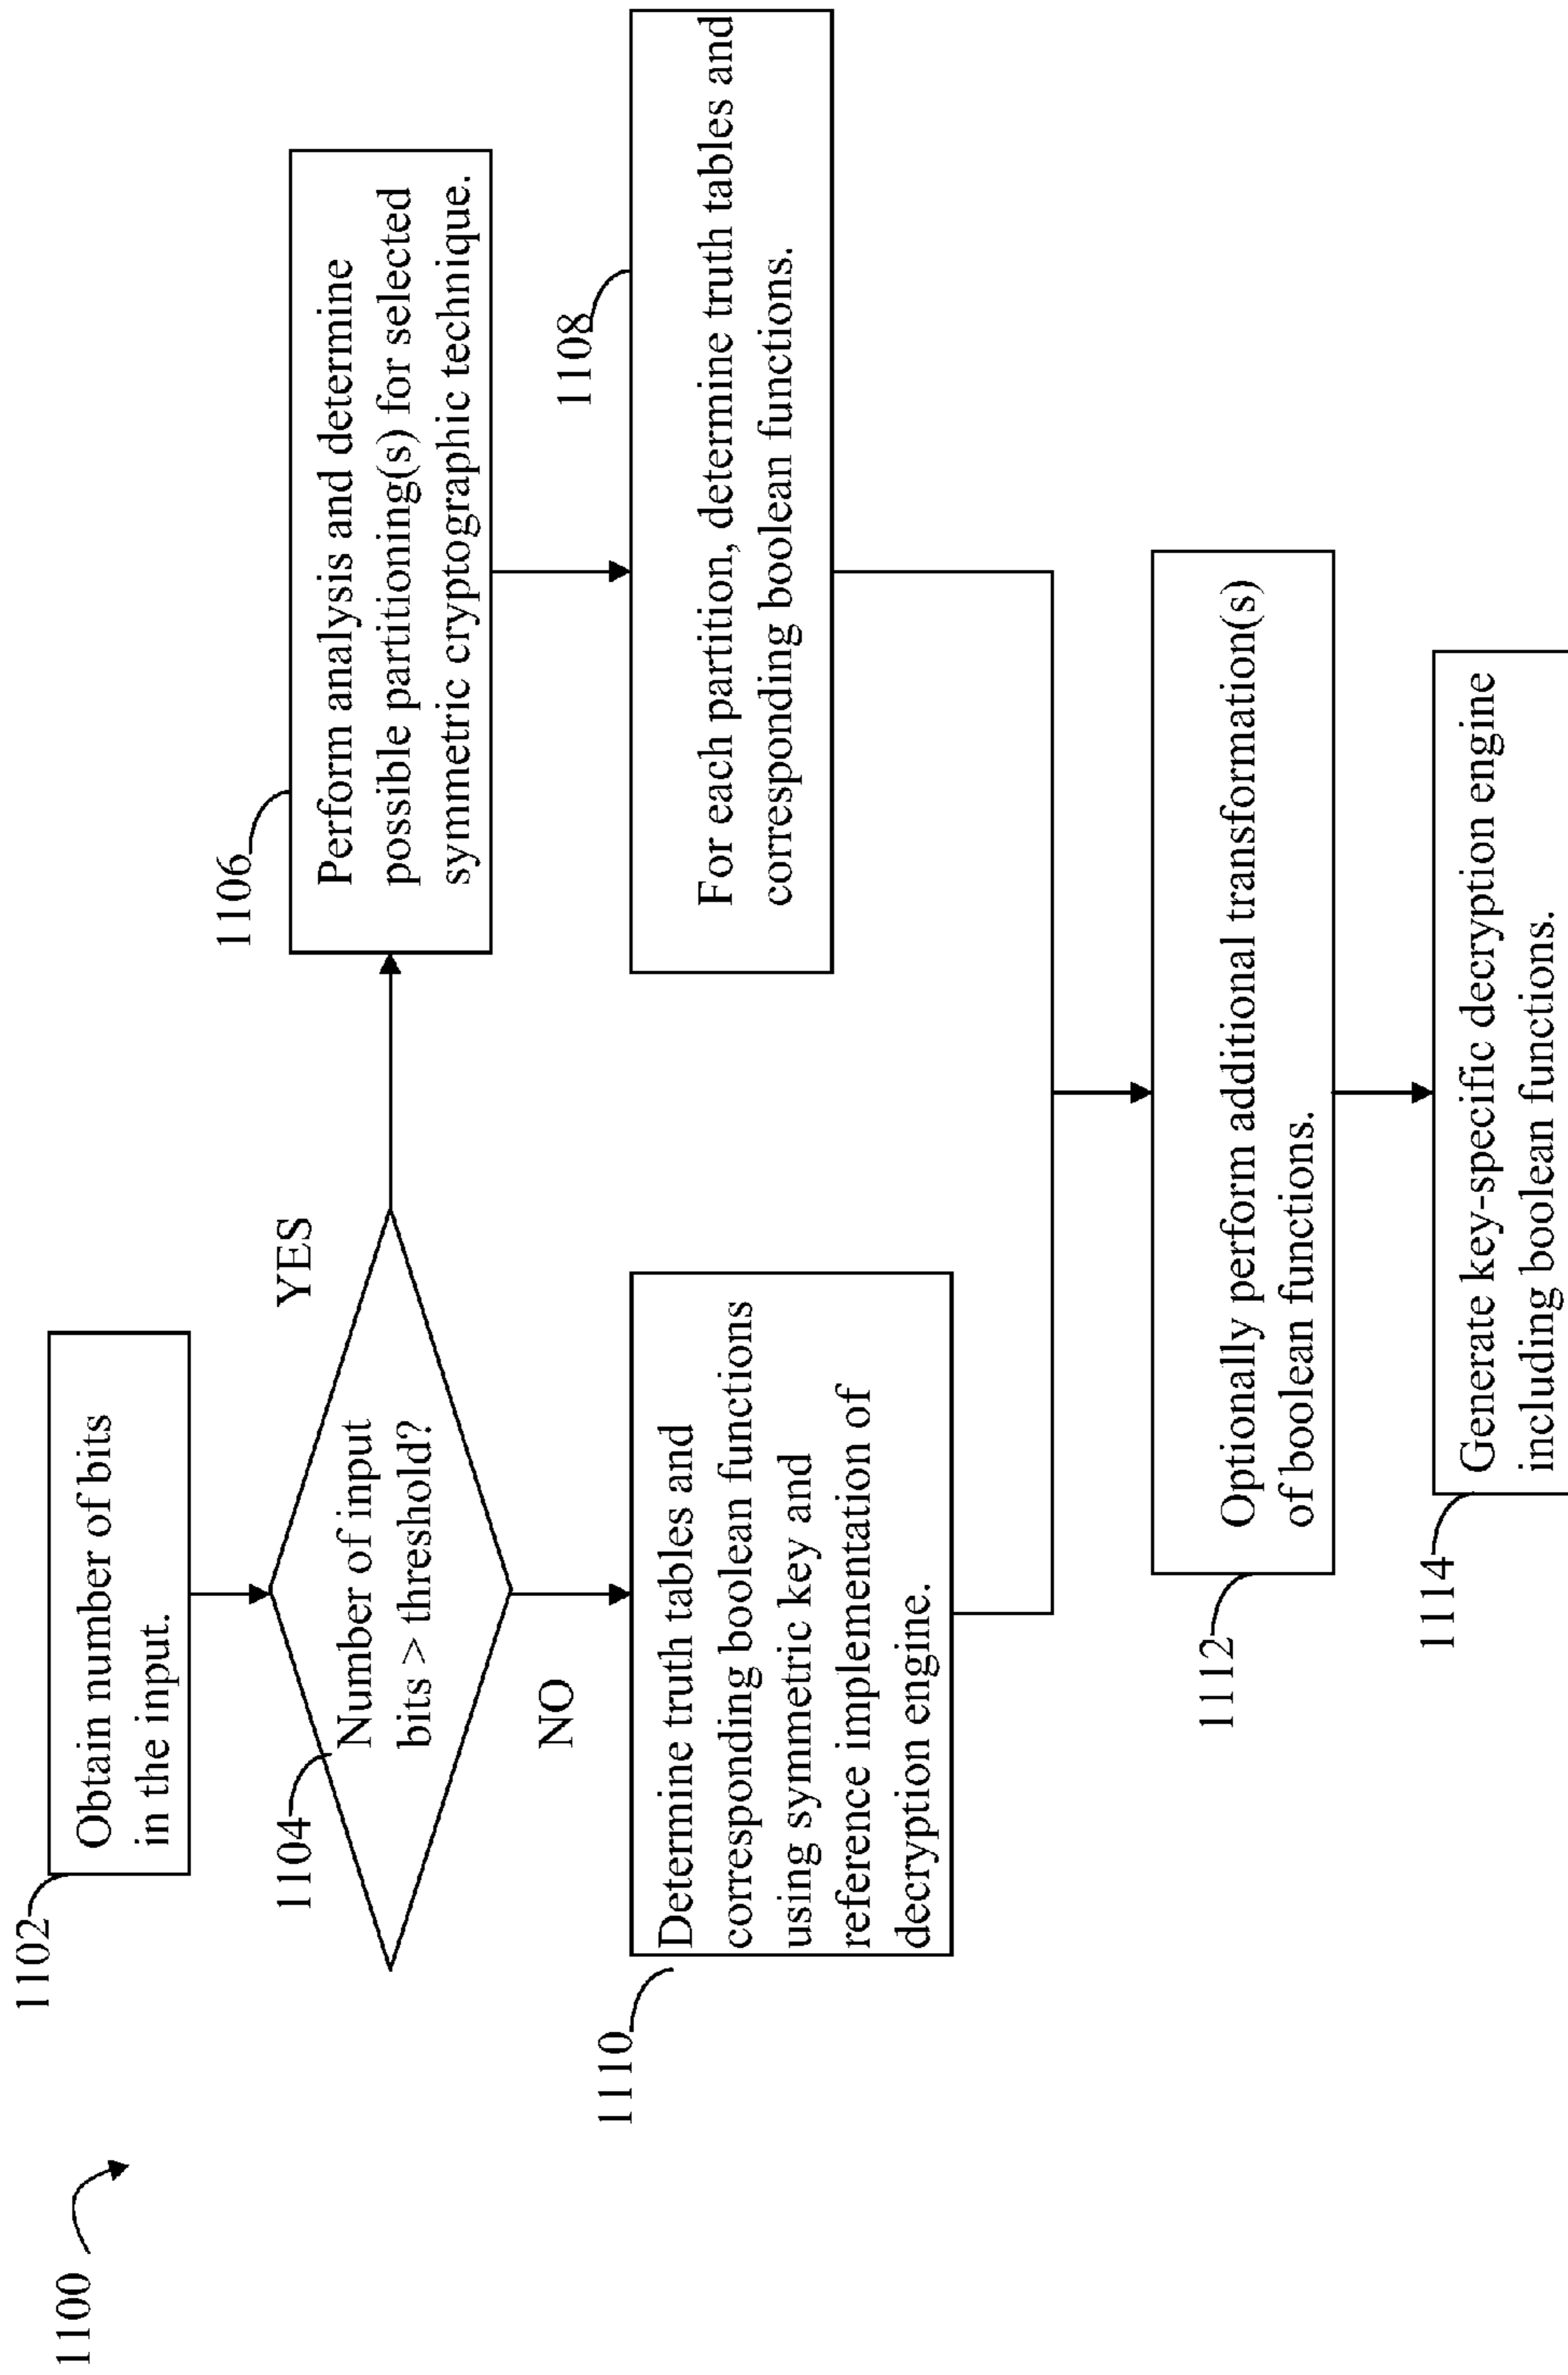 1100
1102
Obtain number of bits
in the input.
1104
Number of input
bits > threshold?
YES
NO
1106
Perform analysis and determine
possible partitioning(s) for selected
symmetric cryptographic technique.
1108
For each partition, determine truth tables and
corresponding boolean functions.
1110
Determine truth tables and
corresponding boolean functions
using symmetric key and
reference implementation of
decryption engine.
1112
Optionally perform additional transformation(s)
of boolean functions.
1114
Generate key-specific decryption engine
including boolean functions.